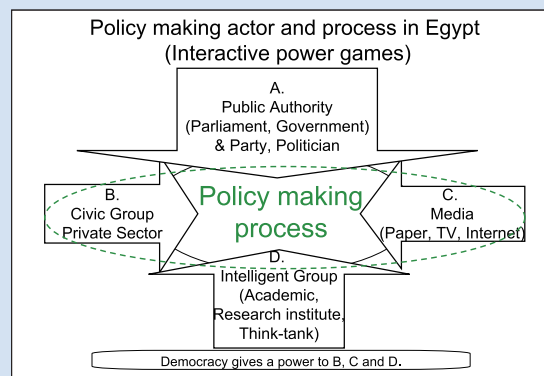 Policy making actor and process in Egypt
(Interactive power games)
A.
Public Authority
(Parliament, Government)
& Party, Politician
B.
Civic Group
Private Sector
Policy making
process
C.
Media
(Paper, TV, Internet)
D.
Intelligent Group
(Academic,
Research institute,
Think-tank)
Democracy gives a power to B, C and D.